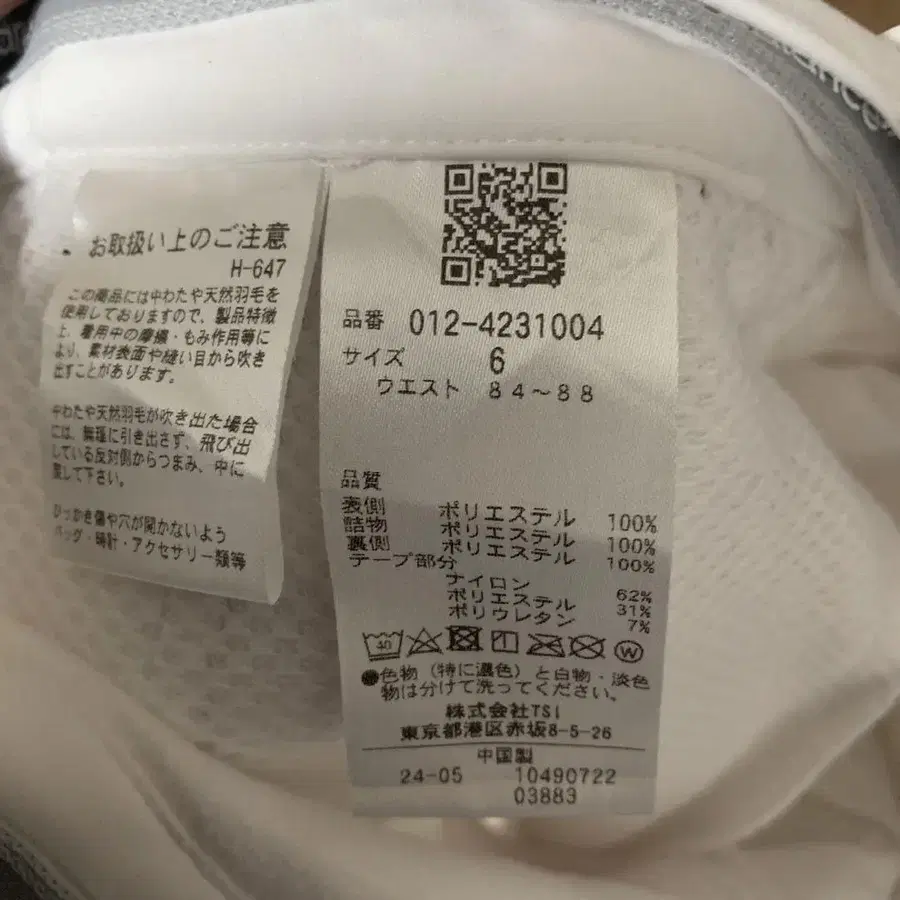 お取扱い上のご注意
H-647
この商品には中わたや天然羽毛を
使用しておりますので、製品特徴
上、着用中の摩擦・もみ作用等に
より、素材表面や縫い目から吹き
出すことがあります。
中わたや天然羽毛が吹き出た場合
には、無理に引き出さず、飛び出
している反対側からつまみ、中に
戻して下さい。
ひっかき傷や穴が開かないよう
バッグ・時計・アクセサリー類等
品番 012-4231004
サイズ 6
ウエスト 84～88
品質
表側 ポリエステル 100%
詰物 ポリエステル 100%
裏側 ポリエステル 100%
テープ部分
ナイロン 62%
ポリエステル 31%
ポリウレタン 7%
40
W
●色物（特に濃色）と白物・淡色
物は分けて洗ってください。
株式会社TSI
東京都港区赤坂8-5-26
中国製
24-05 10490722
03883